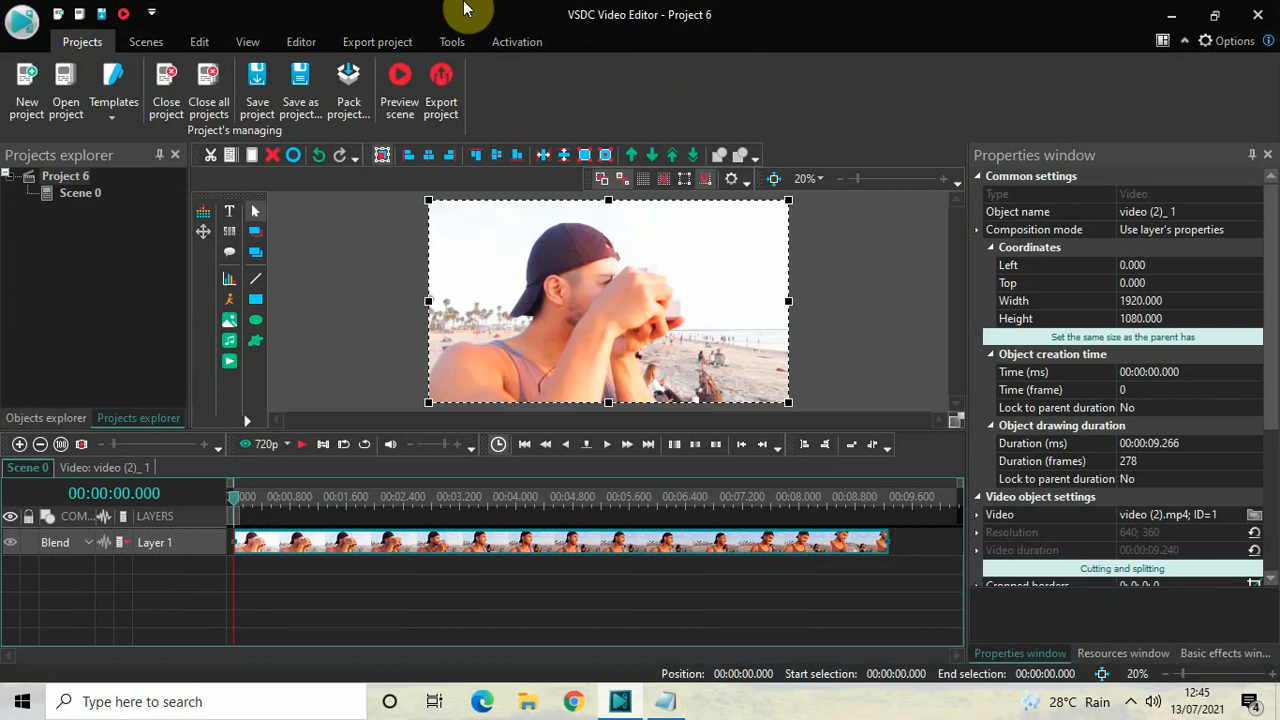 VSDC Video Editor - Project 6
Projects Scenes Edit View Editor Export project Tools Activation Options
New project
Open project
Templates
Close project
Close all projects
Save project
Save as project...
Pack project...
Preview scene
Export project
Project's managing
Projects explorer
Project 6
Scene 0
Objects explorer Projects explorer
20%
T
Properties window
Common settings
Type Video
Object name video (2)_ 1
Composition mode Use layer's properties
Coordinates
Left 0.000
Top 0.000
Width 1920.000
Height 1080.000
Set the same size as the parent has
Object creation time
Time (ms) 00:00:00.000
Time (frame) 0
Lock to parent duration No
Object drawing duration
Duration (ms) 00:00:09.266
Duration (frames) 278
Lock to parent duration No
Video object settings
Video video (2).mp4; ID=1
Resolution 640; 360
Video duration 00:00:09.240
Cutting and splitting
Cropped borders 0; 0; 0; 0
Properties window Resources window Basic effects win...
720p
Scene 0 Video: video (2)_ 1
00:00:00.000
000 00:00.800 00:01.600 00:02.400 00:03.200 00:04.000 00:04.800 00:05.600 00:06.400 00:07.200 00:08.000 00:08.800 00:09.600
COM... LAYERS
Blend Layer 1
Position: 00:00:00.000 Start selection: 00:00:00.000 End selection: 00:00:00.000 20%
Type here to search
28°C Rain
12:45
13/07/2021
4